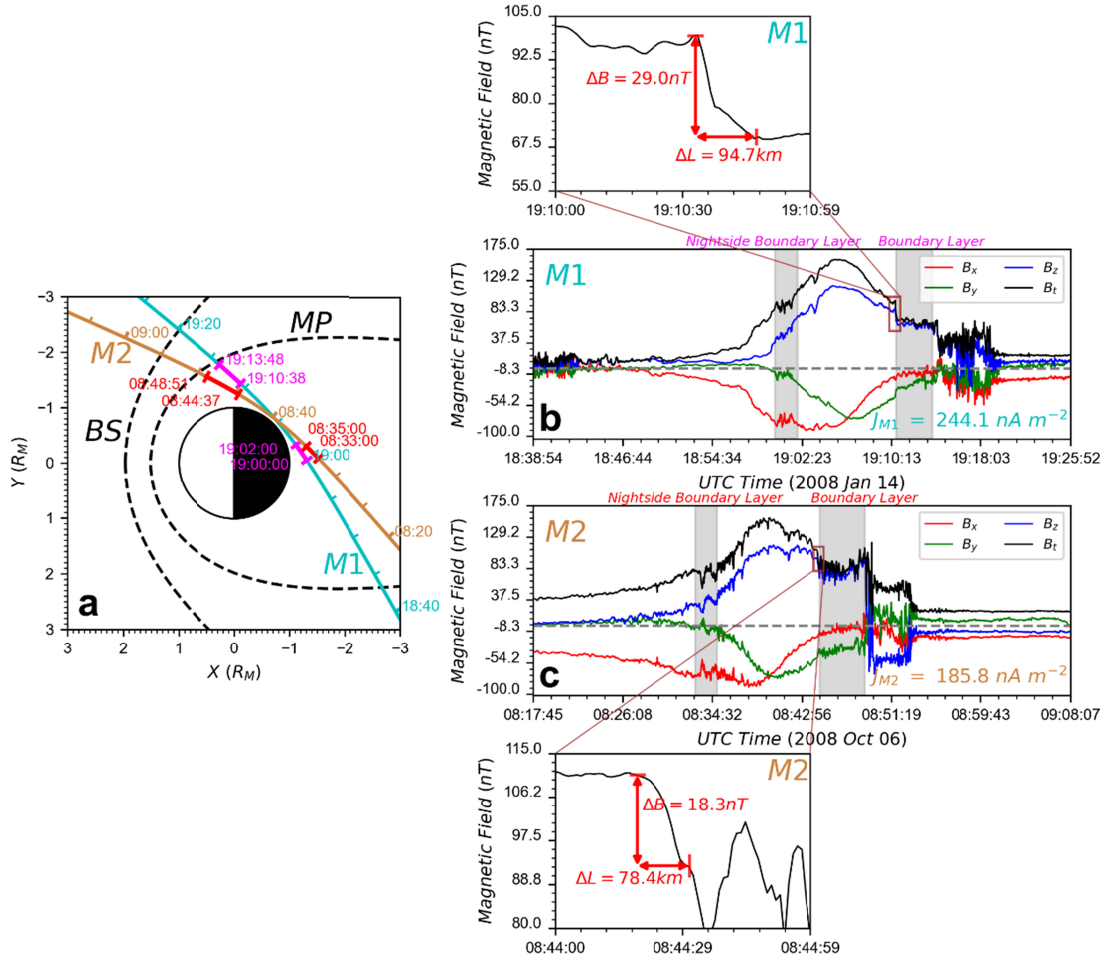 105.0
92.5
80.0
67.5
55.0
Magnetic Field (nT)
M1
ΔB = 29.0nT
ΔL = 94.7km
19:10:00
19:10:30
19:10:59
Nightside Boundary Layer
Boundary Layer
175.0
129.2
83.3
37.5
-8.3
-54.2
-100.0
Magnetic Field (nT)
M1
Bx
Bz
By
Bt
b
JM1 = 244.1 nA m−2
18:38:54
18:46:44
18:54:34
19:02:23
19:10:13
19:18:03
19:25:52
UTC Time (2008 Jan 14)
−3
−2
−1
0
1
2
3
Y (RM)
MP
M2
BS
M1
a
19:20
09:00
19:13:48
19:10:38
08:48:51
08:44:37
08:40
08:35:00
08:33:00
19:02:00
19:00:00
19:00
08:20
18:40
3
2
1
0
−1
−2
−3
X (RM)
Nightside Boundary Layer
Boundary Layer
175.0
129.2
83.3
37.5
-8.3
-54.2
-100.0
Magnetic Field (nT)
M2
Bx
Bz
By
Bt
c
JM2 = 185.8 nA m−2
08:17:45
08:26:08
08:34:32
08:42:56
08:51:19
08:59:43
09:08:07
UTC Time (2008 Oct 06)
115.0
106.2
97.5
88.8
80.0
Magnetic Field (nT)
M2
ΔB = 18.3nT
ΔL = 78.4km
08:44:00
08:44:29
08:44:59